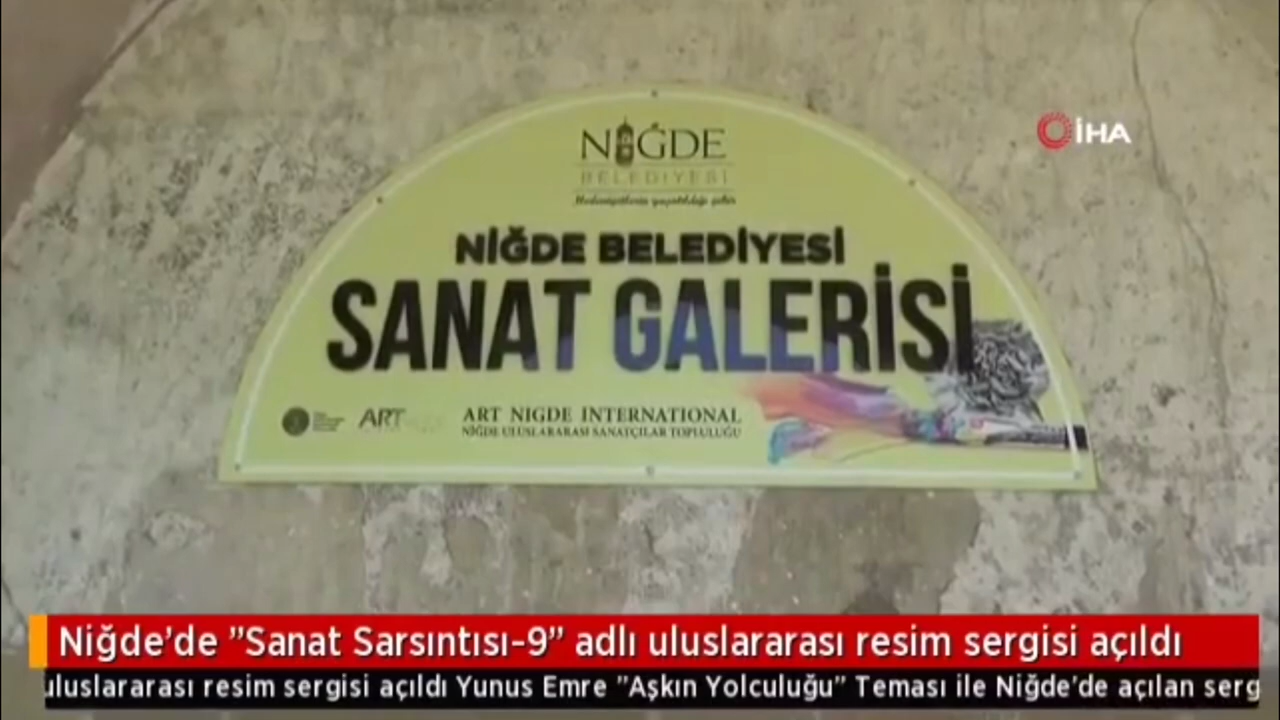 İHA
NİĞDE
BELEDİYESİ
NİĞDE BELEDİYESİ
SANAT GALERİSİ
ART
ART NIGDE INTERNATIONAL
NİĞDE ULUSLARARASI SANATÇILAR TOPLULUĞU
Niğde’de ”Sanat Sarsıntısı-9” adlı uluslararası resim sergisi açıldı
uluslararası resim sergisi açıldı Yunus Emre ”Aşkın Yolculuğu” Teması ile Niğde’de açılan serg